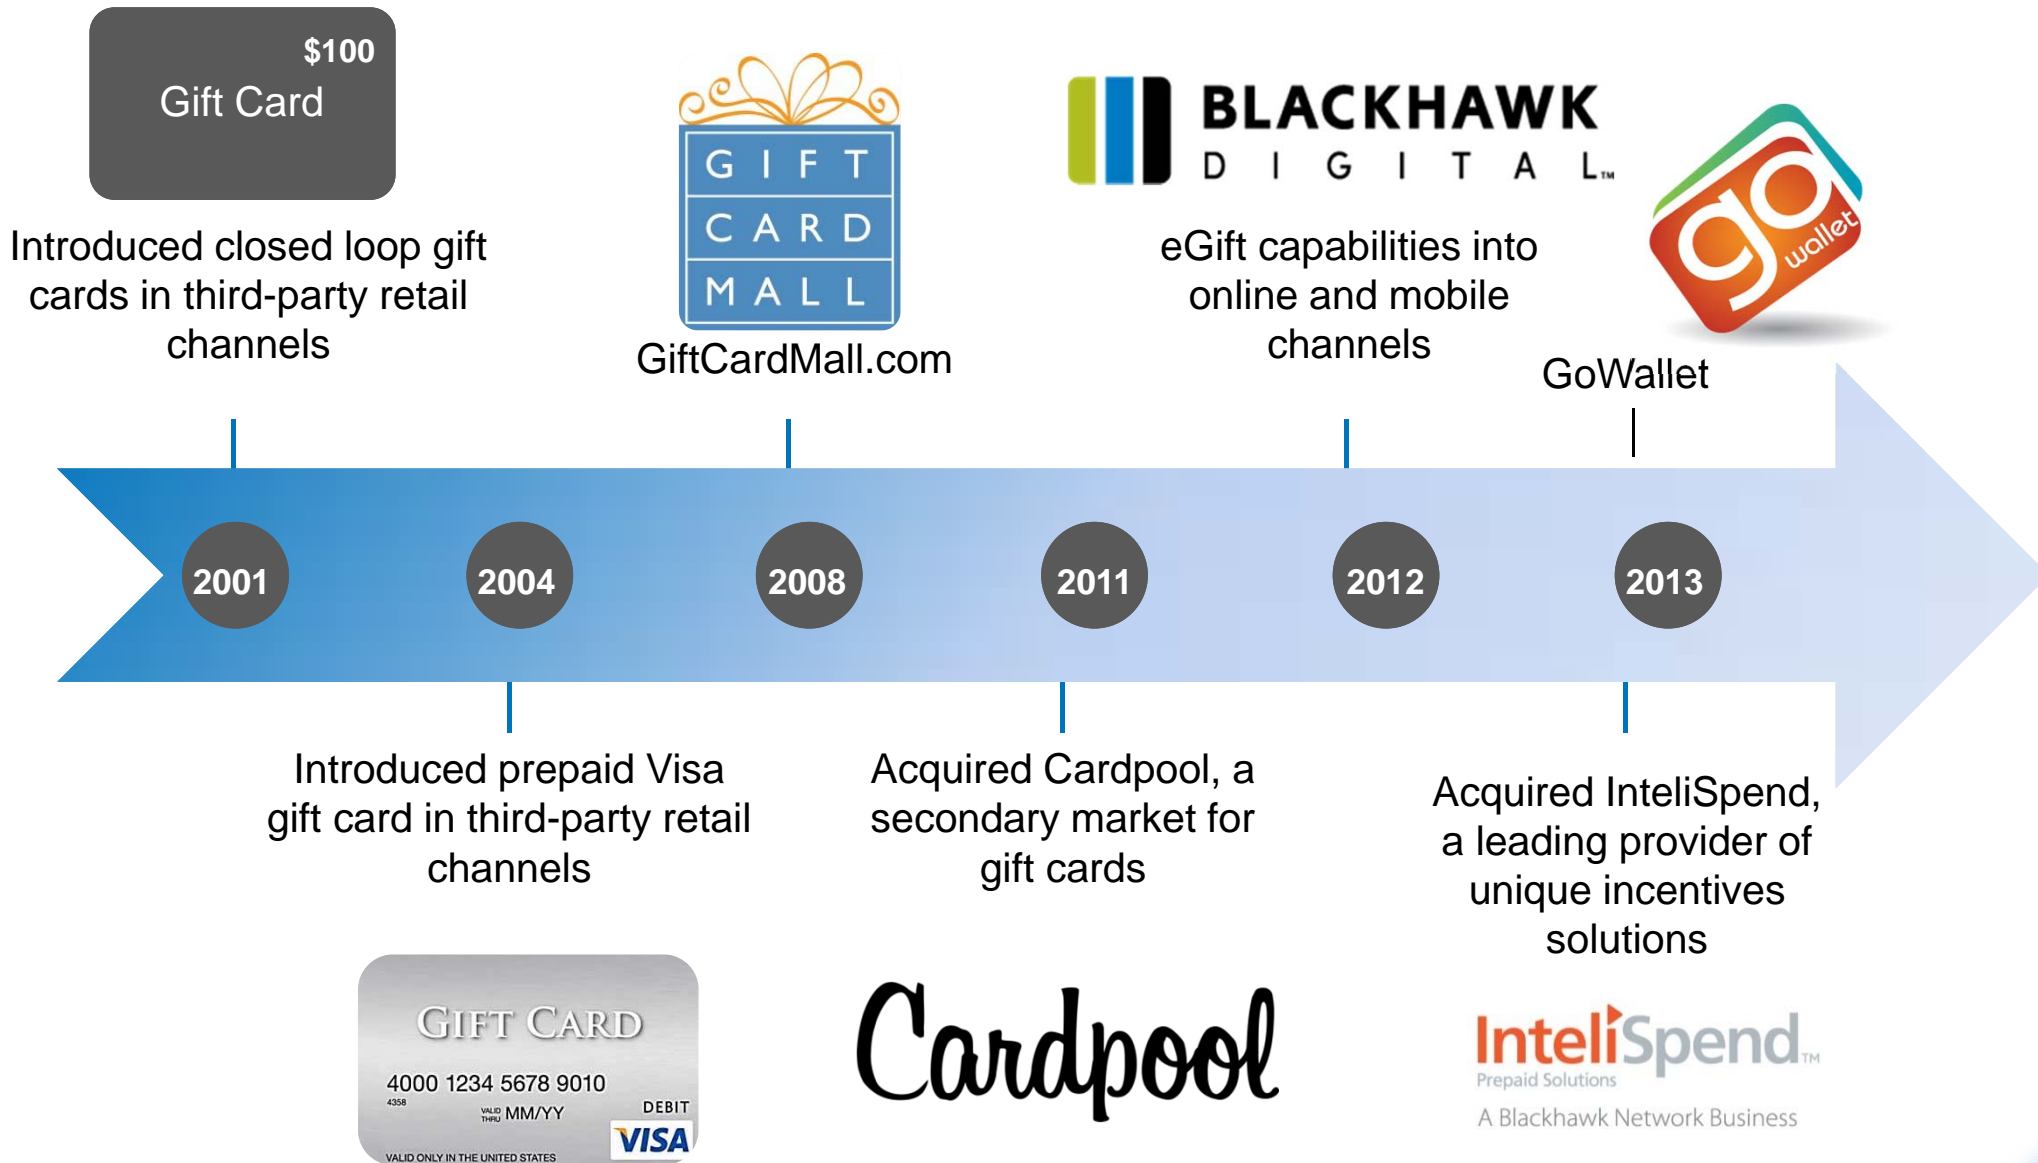 $100
Gift Card
Introduced closed loop gift
cards in third-party retail
channels
GIFT
CARD
MALL
GiftCardMall.com
BLACKHAWK
DIGITAL™
eGift capabilities into
online and mobile
channels
go
wallet
GoWallet
2001
2004
2008
2011
2012
2013
Introduced prepaid Visa
gift card in third-party retail
channels
GIFT CARD
4000 1234 5678 9010
4358
VALID
THRU MM/YY
DEBIT
VISA
VALID ONLY IN THE UNITED STATES
Acquired Cardpool, a
secondary market for
gift cards
Cardpool
Acquired InteliSpend,
a leading provider of
unique incentives
solutions
InteliSpend™
Prepaid Solutions
A Blackhawk Network Business